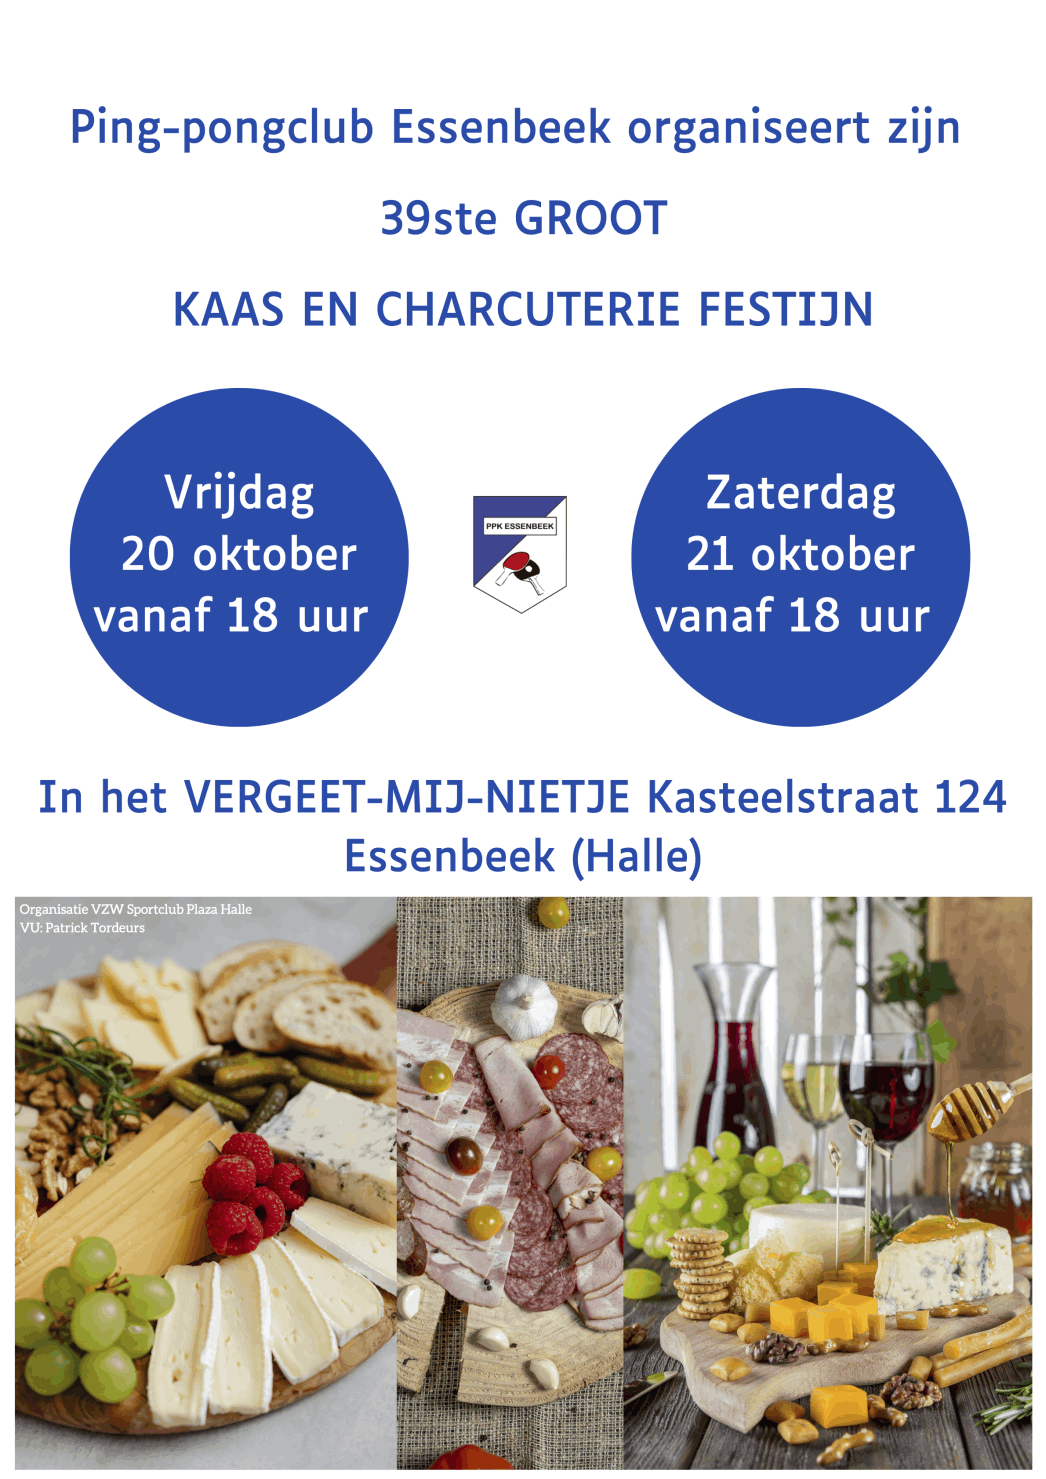 Ping-pongclub Essenbeek organiseert zijn
39ste GROOT
KAAS EN CHARCUTERIE FESTIJN
Vrijdag
20 oktober
vanaf 18 uur
PPK ESSENBEEK
Zaterdag
21 oktober
vanaf 18 uur
In het VERGEET-MIJ-NIETJE Kasteelstraat 124
Essenbeek (Halle)
Organisatie VZW Sportclub Plaza Halle
VU: Patrick Tordeurs